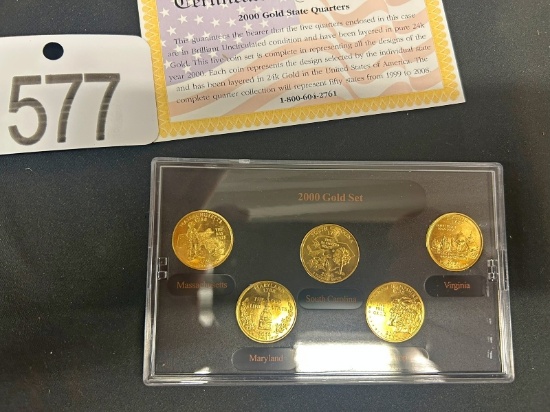 577
2000 Gold State Quarters
This guarantees the bearer that the five quarters enclosed in this case
are in Brilliant Uncirculated condition and have been layered in pure 24k
Gold. This five coin set is complete in representing all the designs of the
year 2000. Each coin represents the design selected by the individual state
and has been layered in 24k Gold in the United States of America. The
complete quarter collection will represent fifty states from 1999 to 2008.
1-800-604-2761
2000 Gold Set
Massachusetts
South Carolina
Virginia
Maryland